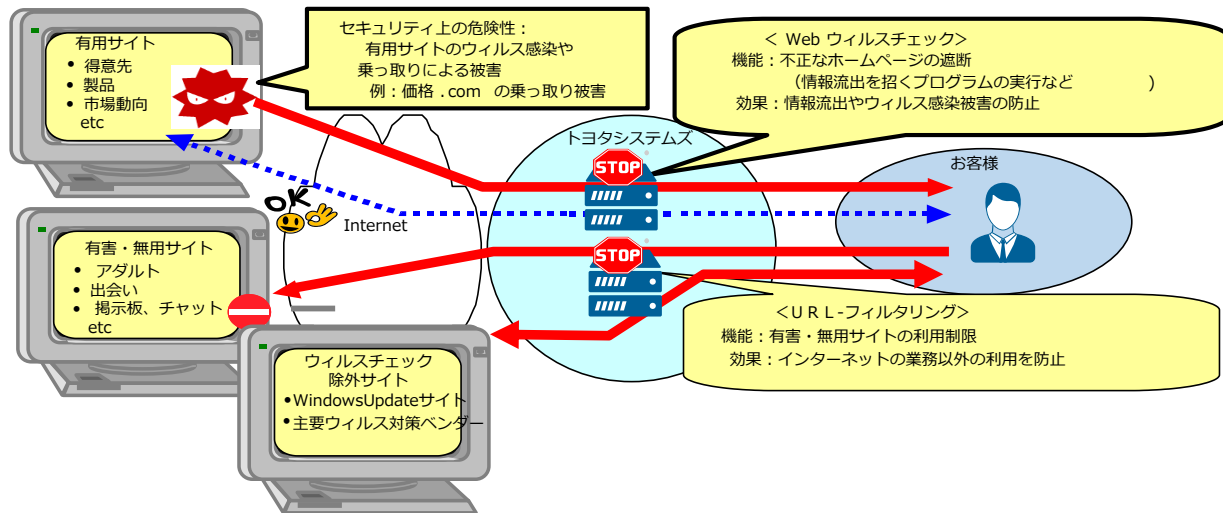 有用サイト
• 得意先
• 製品
• 市場動向
etc
セキュリティ上の危険性：
有用サイトのウィルス感染や
乗っ取りによる被害
例：価格．com の乗っ取り被害
＜ Web ウィルスチェック＞
機能：不正なホームページの遮断
（情報流出を招くプログラムの実行など ）
効果：情報流出やウィルス感染被害の防止
トヨタシステムズ
STOP
お客様
OK
Internet
有害・無用サイト
• アダルト
• 出会い
• 掲示板、チャット
etc
STOP
＜ＵＲＬ-フィルタリング＞
機能：有害・無用サイトの利用制限
効果：インターネットの業務以外の利用を防止
ウィルスチェック
除外サイト
•WindowsUpdateサイト
•主要ウィルス対策ベンダー